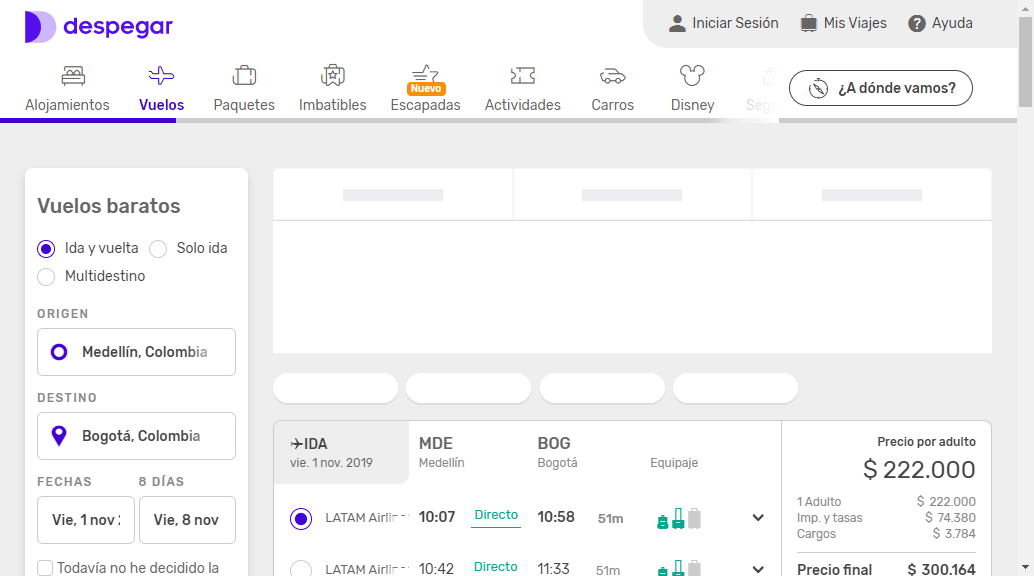 despegar
Iniciar Sesión
Mis Viajes
Ayuda
Alojamientos
Vuelos
Paquetes
Imbatibles
Nuevo
Escapadas
Actividades
Carros
Disney
¿A dónde vamos?
Vuelos baratos
Ida y vuelta
Solo ida
Multidestino
ORIGEN
Medellín, Colombia
DESTINO
Bogotá, Colombia
FECHAS
8 DÍAS
Vie, 1 nov
Vie, 8 nov
Todavía no he decidido la
IDA
vie. 1 nov. 2019
MDE
Medellín
BOG
Bogotá
Equipaje
LATAM Airlines
10:07
Directo
10:58
51m
LATAM Airlines
10:42
Directo
11:33
51m
Precio por adulto
$ 222.000
1 Adulto $ 222.000
Imp. y tasas $ 74.380
Cargos $ 3.784
Precio final $ 300.164